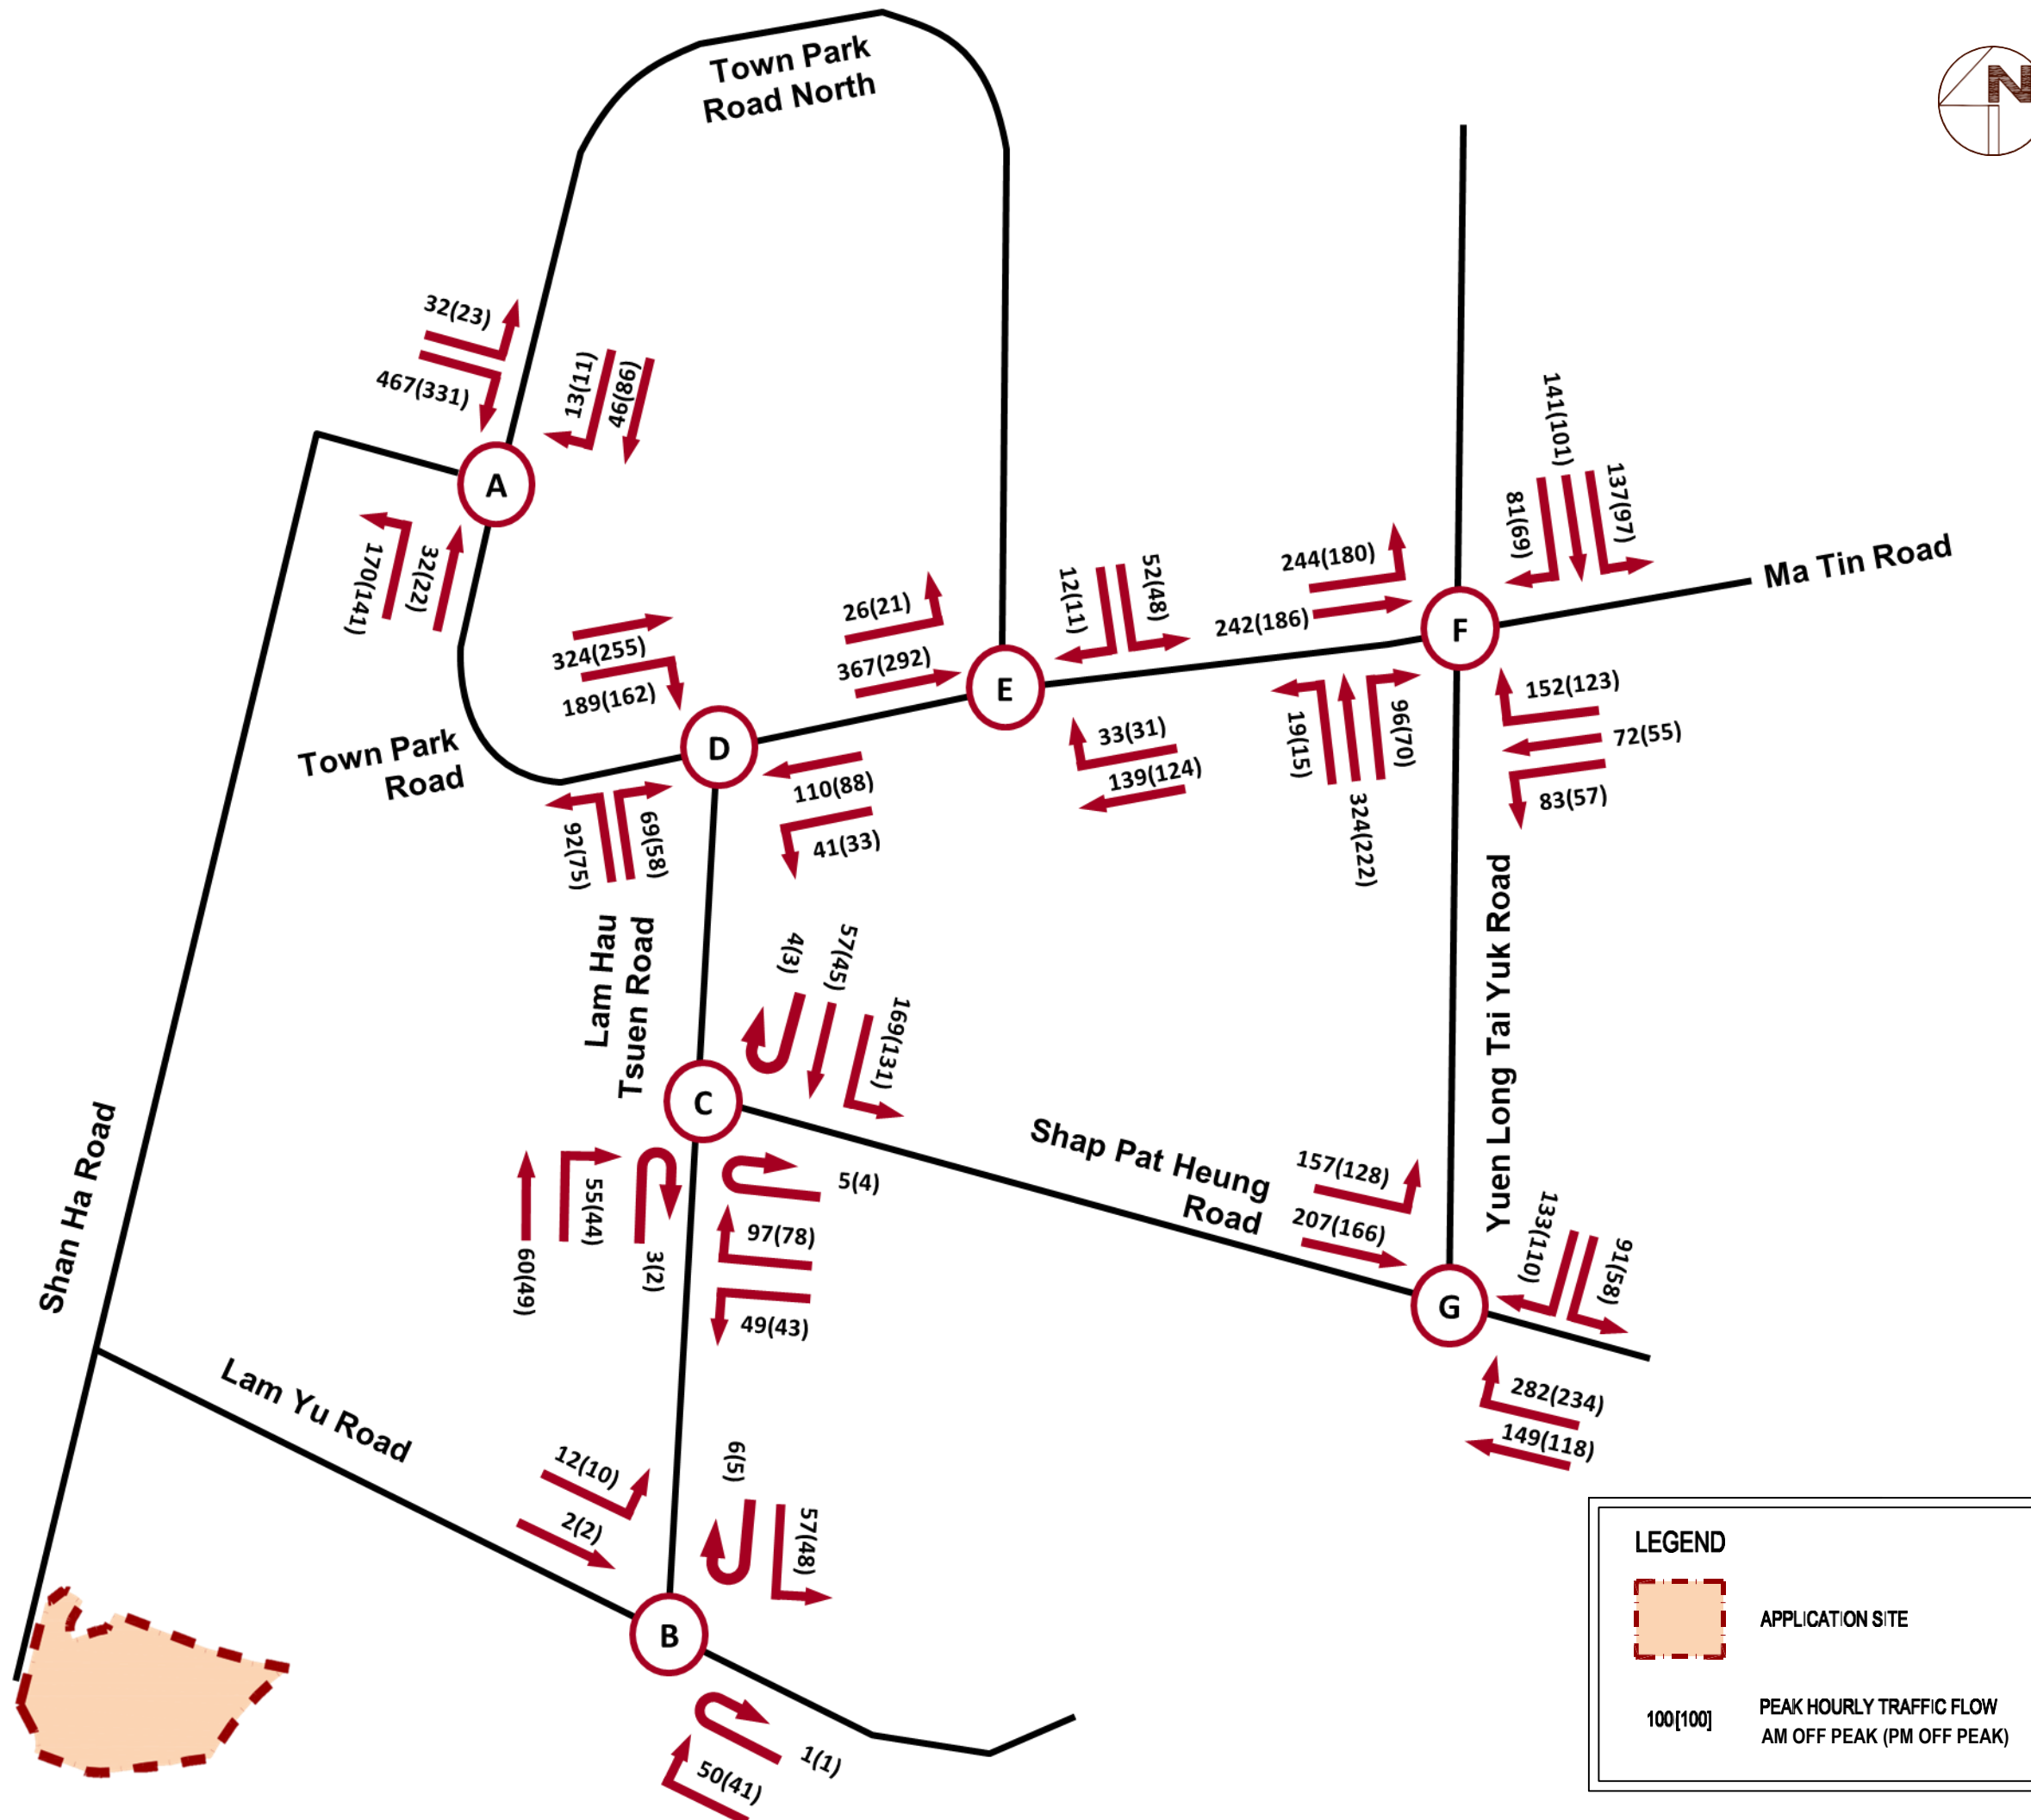 Town Park
Road North
N
32(23)
467(331)
13(11)
46(86)
A
170(141)
32(22)
141(101)
137(97)
81(69)
Ma Tin Road
244(180)
242(186)
F
12(11)
52(48)
26(21)
367(292)
E
324(255)
189(162)
D
Town Park
Road
92(75)
69(58)
110(88)
41(33)
33(31)
139(124)
19(15)
324(222)
96(70)
152(123)
72(55)
83(57)
Lam Hau
Tsuen Road
4(3)
57(45)
169(131)
C
Yuen Long Tai Yuk Road
Shap Pat Heung
Road
60(49)
55(44)
3(2)
5(4)
97(78)
49(43)
157(128)
207(166)
133(110)
91(58)
G
282(234)
149(118)
Shan Ha Road
Lam Yu Road
12(10)
2(2)
6(5)
57(48)
B
1(1)
50(41)
LEGEND
APPLICATION SITE
100[100]
PEAK HOURLY TRAFFIC FLOW
AM OFF PEAK (PM OFF PEAK)